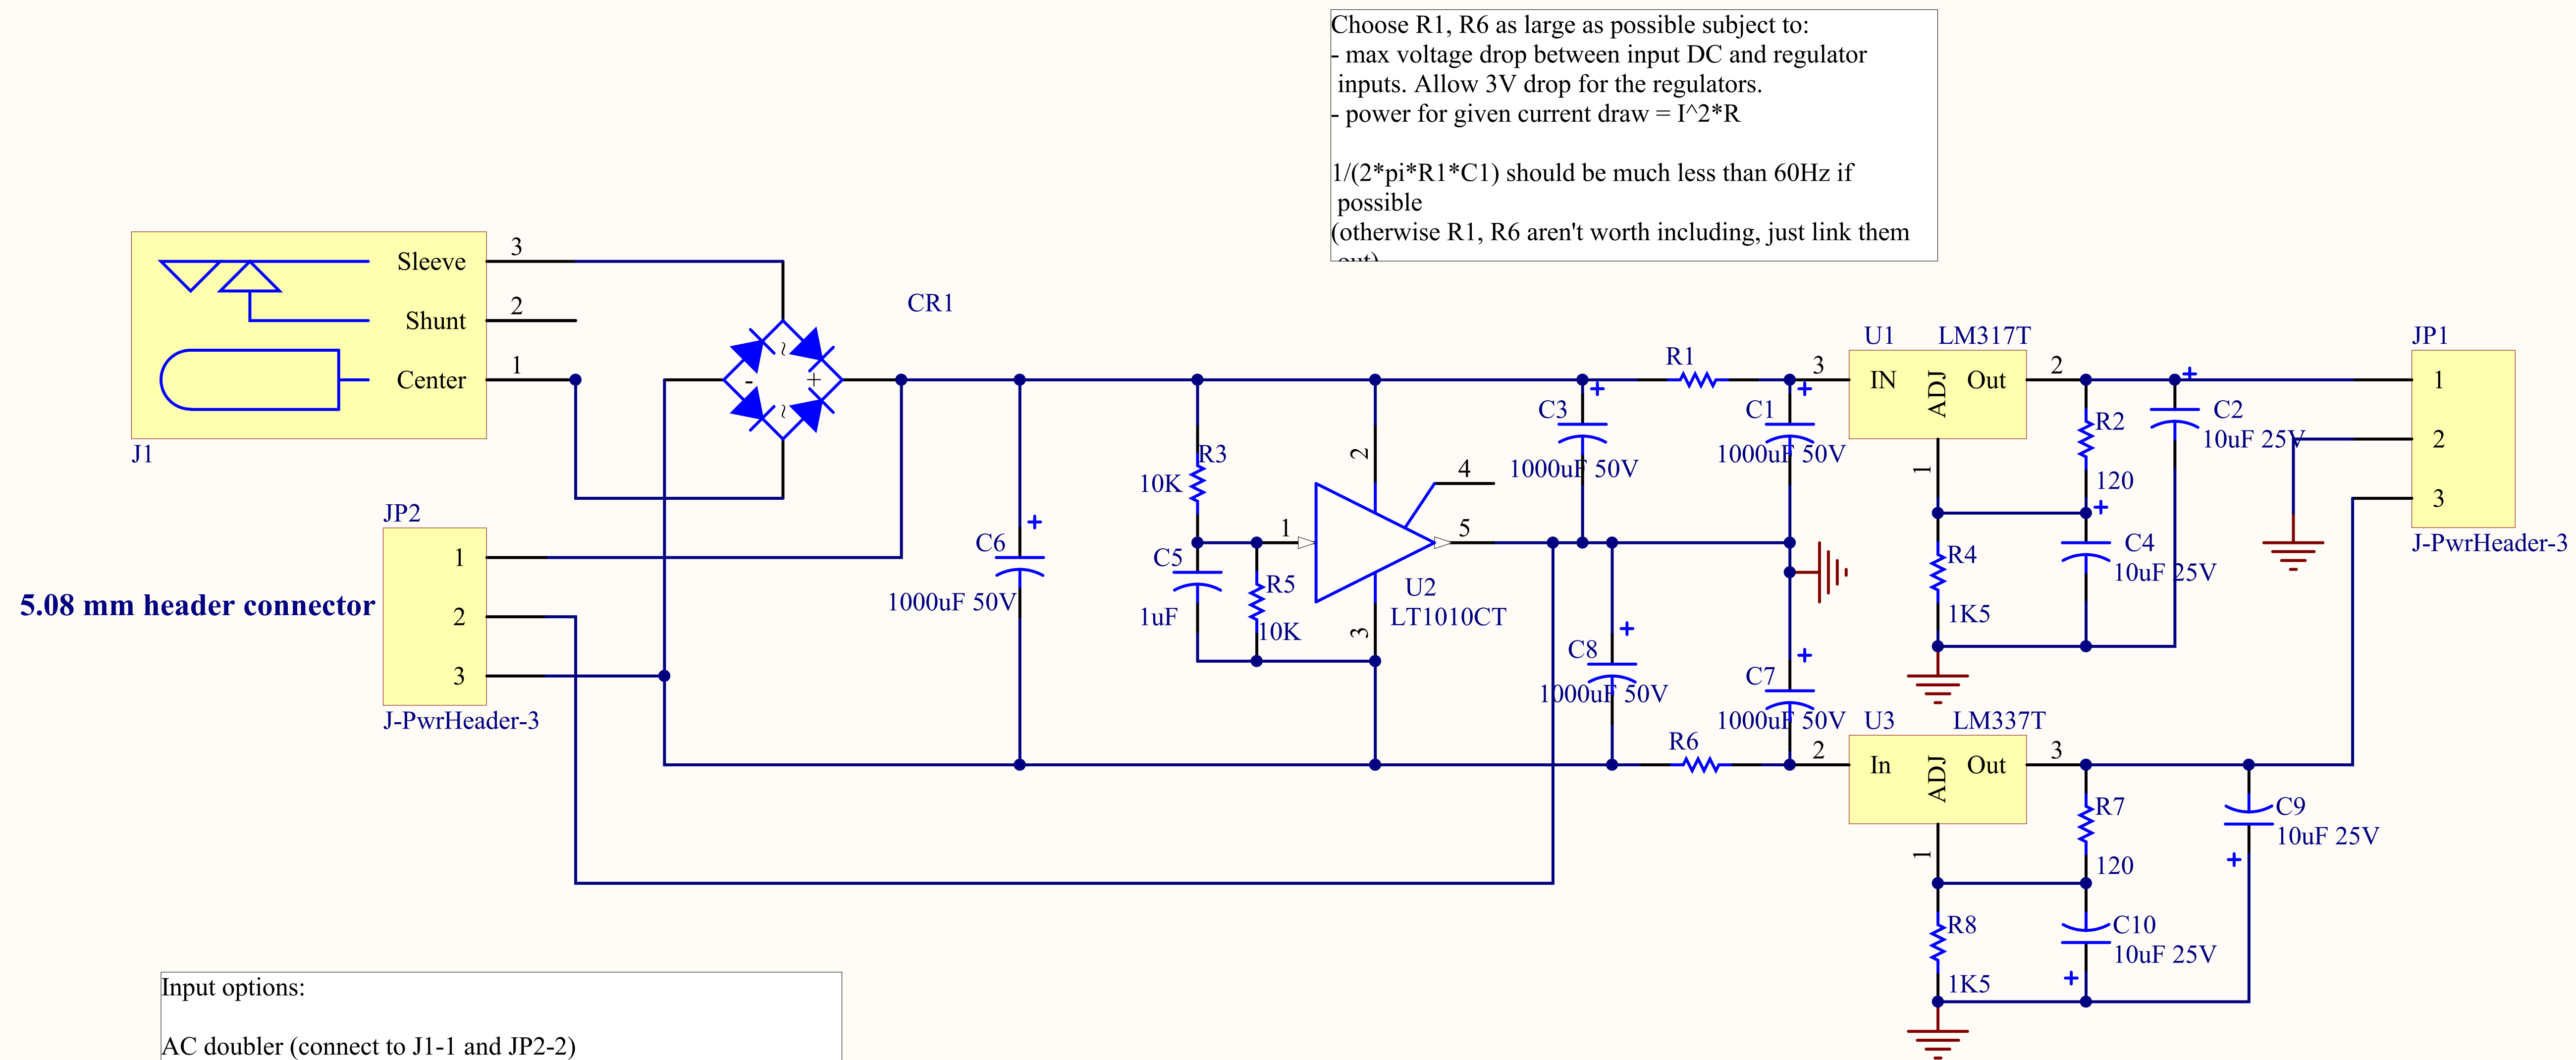 Choose R1, R6 as large as possible subject to:
- max voltage drop between input DC and regulator
inputs. Allow 3V drop for the regulators.
- power for given current draw = I^2*R
1/(2*pi*R1*C1) should be much less than 60Hz if
possible
(otherwise R1, R6 aren't worth including, just link them
out)
Sleeve
3
Shunt
2
Center
1
J1
JP2
1
2
3
J-PwrHeader-3
5.08 mm header connector
CR1
~
-
+
~
C6
+
1000uF 50V
R3
10K
C5
1uF
R5
10K
1
2
3
4
5
U2
LT1010CT
C3
+
1000uF 50V
R1
C1
+
1000uF 50V
C8
+
1000uF 50V
C7
+
1000uF 50V
R6
U1
LM317T
3
IN
ADJ
Out
2
1
R2
120
C2
+
10uF 25V
R4
1K5
C4
+
10uF 25V
JP1
1
2
3
J-PwrHeader-3
U3
LM337T
2
In
ADJ
Out
3
1
R7
120
C9
10uF 25V
+
R8
1K5
C10
10uF 25V
+
Input options:
AC doubler (connect to J1-1 and JP2-2)